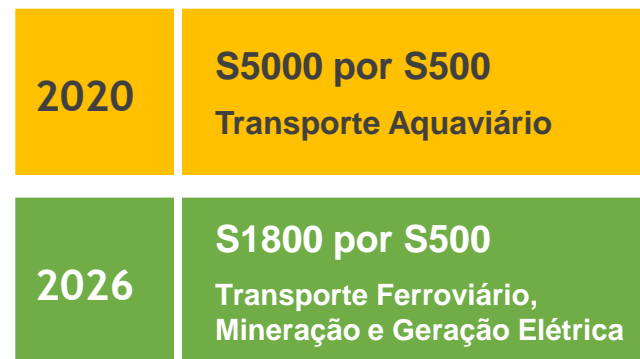 2020
S5000 por S500
Transporte Aquaviário
2026
S1800 por S500
Transporte Ferroviário,
Mineração e Geração Elétrica